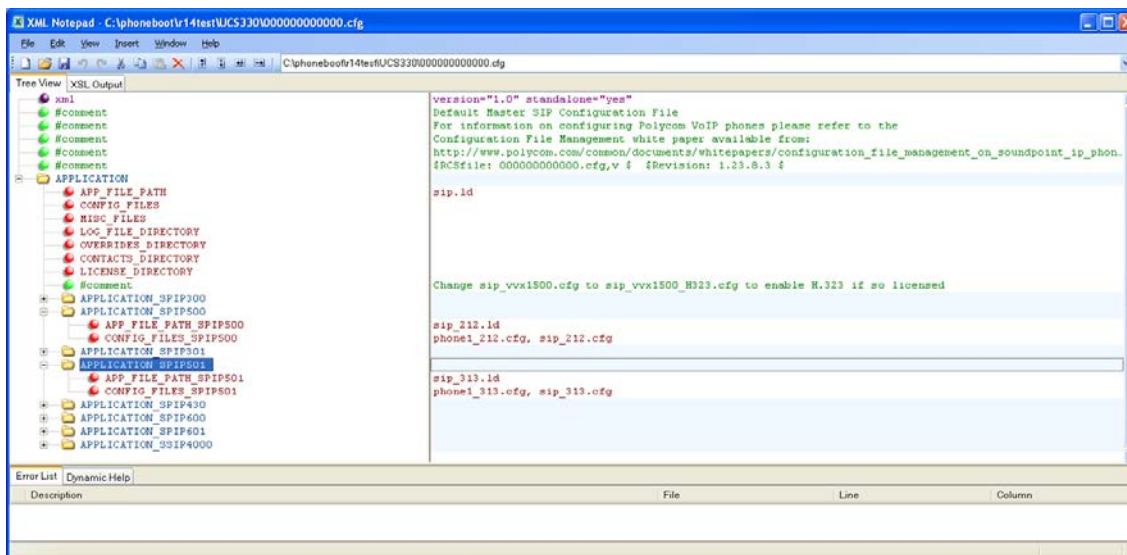 XML Notepad - C:\phoneboot\r14test\UCS330\000000000000.cfg
File Edit View Insert Window Help
C:\phoneboot\r14test\UCS330\000000000000.cfg
Tree View XSL Output
xml version="1.0" standalone="yes"
#comment Default Master SIP Configuration File
#comment For information on configuring Polycom VoIP phones please refer to the
#comment Configuration File Management white paper available from:
#comment http://www.polycom.com/common/documents/whitepapers/configuration_file_management_on_soundpoint_ip_phon.
#comment $RCSfile: 000000000000.cfg,v $ $Revision: 1.23.8.3 $
APPLICATION
APP_FILE_PATH sip.ld
CONFIG_FILES
MISC_FILES
LOG_FILE_DIRECTORY
OVERRIDES_DIRECTORY
CONTACTS_DIRECTORY
LICENSE_DIRECTORY
#comment Change sip_vvx1500.cfg to sip_vvx1500_H323.cfg to enable H.323 if so licensed
APPLICATION_SPIP300
APPLICATION_SPIP500
APP_FILE_PATH_SPIP500 sip_212.ld
CONFIG_FILES_SPIP500 phone1_212.cfg, sip_212.cfg
APPLICATION_SPIP301
APPLICATION_SPIP501
APP_FILE_PATH_SPIP501 sip_313.ld
CONFIG_FILES_SPIP501 phone1_313.cfg, sip_313.cfg
APPLICATION_SPIP430
APPLICATION_SPIP600
APPLICATION_SPIP601
APPLICATION_SSIP4000
Error List Dynamic Help
Description File Line Column